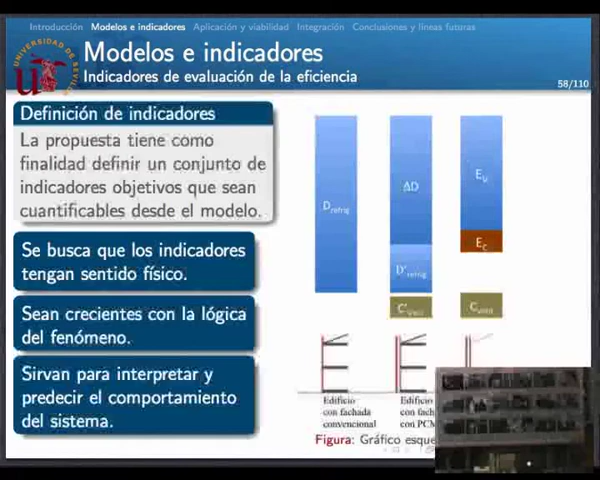 Introducción Modelos e indicadores Aplicación y viabilidad Integración Conclusiones y líneas futuras
UNIVERSIDAD DE SEVILLA
Modelos e indicadores
Indicadores de evaluación de la eficiencia
58/110
Definición de indicadores
La propuesta tiene como
finalidad definir un conjunto de
indicadores objetivos que sean
cuantificables desde el modelo.
Se busca que los indicadores
tengan sentido físico.
Sean crecientes con la lógica
del fenómeno.
Sirvan para interpretar y
predecir el comportamiento
del sistema.
D refrig
ΔD
D' refrig
E C
Edificio
con fachada
convencional
Edificio
con fach
con PCM
Figura: Gráfico esque